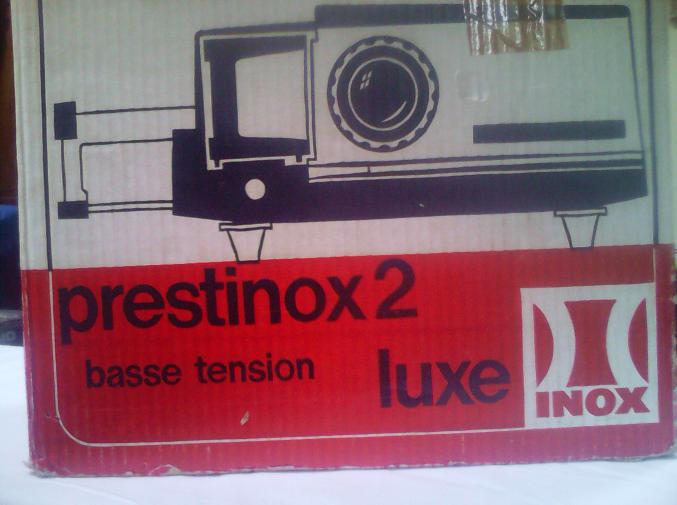 prestinox 2
basse tension
luxe
INOX